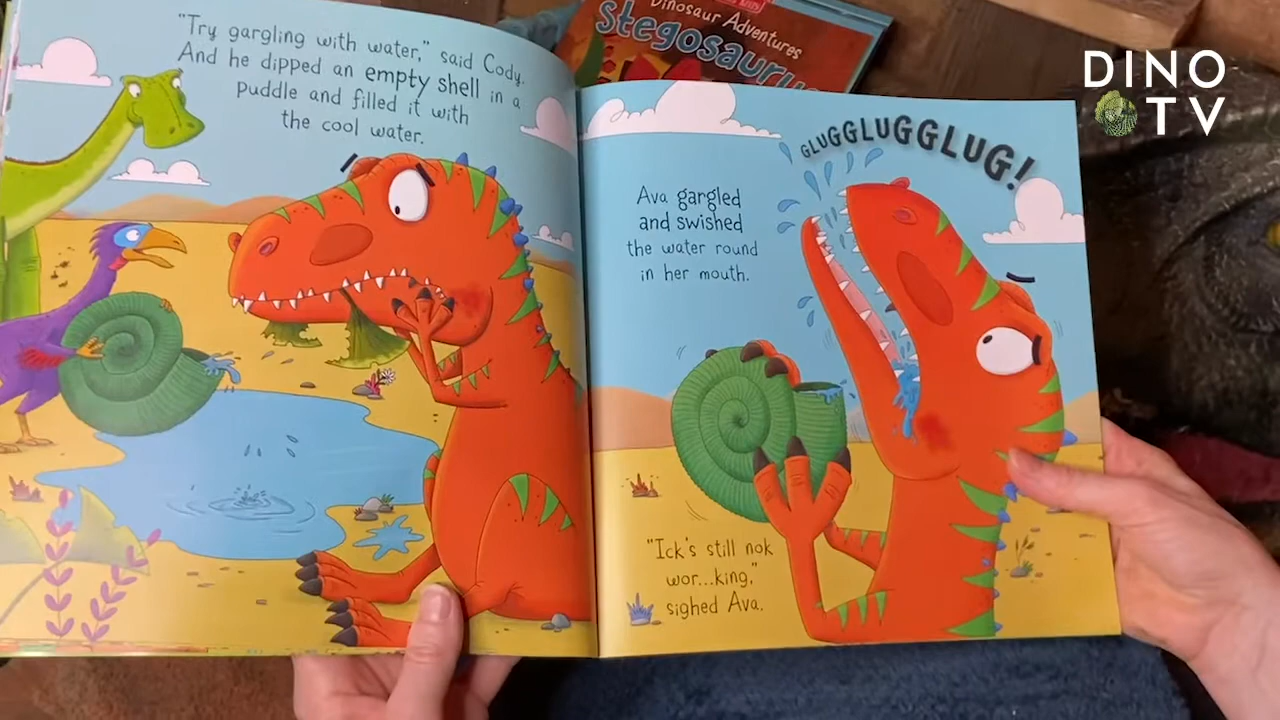 "Try gargling with water," said Cody.
And he dipped an empty shell in a
puddle and filled it with
the cool water.
Dinosaur Adventures
Stegosauru
DINO
TV
GLUGGLUGGLUG!
Ava gargled
and swished
the water round
in her mouth.
"Ick's still nok
wor...king,"
sighed Ava.